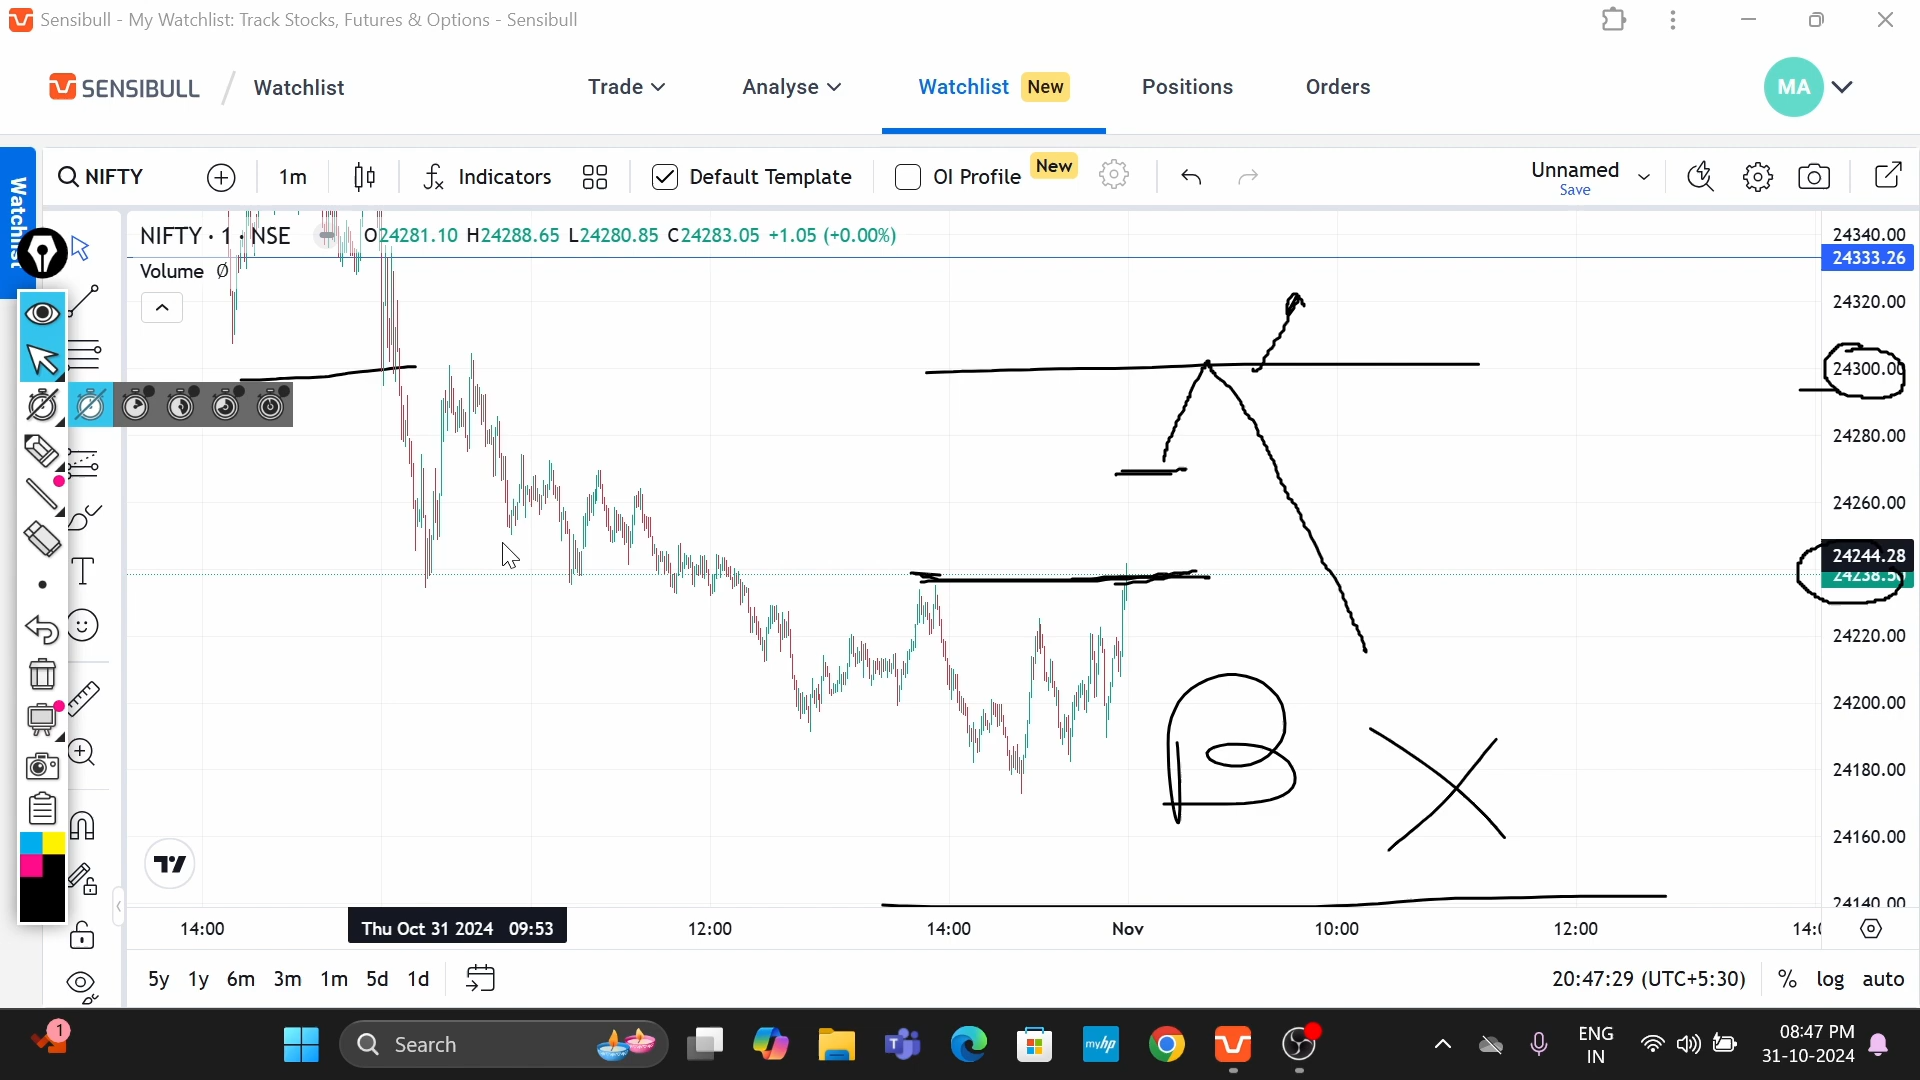 Sensibull - My Watchlist: Track Stocks, Futures & Options - Sensibull
SENSIBULL / Watchlist
Trade
Analyse
Watchlist New
Positions
Orders
MA
Watchlist
NIFTY
1m
Indicators
Default Template
OI Profile New
Unnamed
Save
NIFTY · 1 · NSE O24281.10 H24288.65 L24280.85 C24283.05 +1.05 (+0.00%)
Volume Ø
24340.00
24333.26
24320.00
24300.00
24280.00
24260.00
24244.28
24238.50
24220.00
24200.00
24180.00
24160.00
24140.00
B X
14:00
Thu Oct 31 2024 09:53
12:00
14:00
Nov
10:00
12:00
5y 1y 6m 3m 1m 5d 1d
20:47:29 (UTC+5:30) % log auto
1
Search
myhp
ENG
IN
08:47 PM
31-10-2024